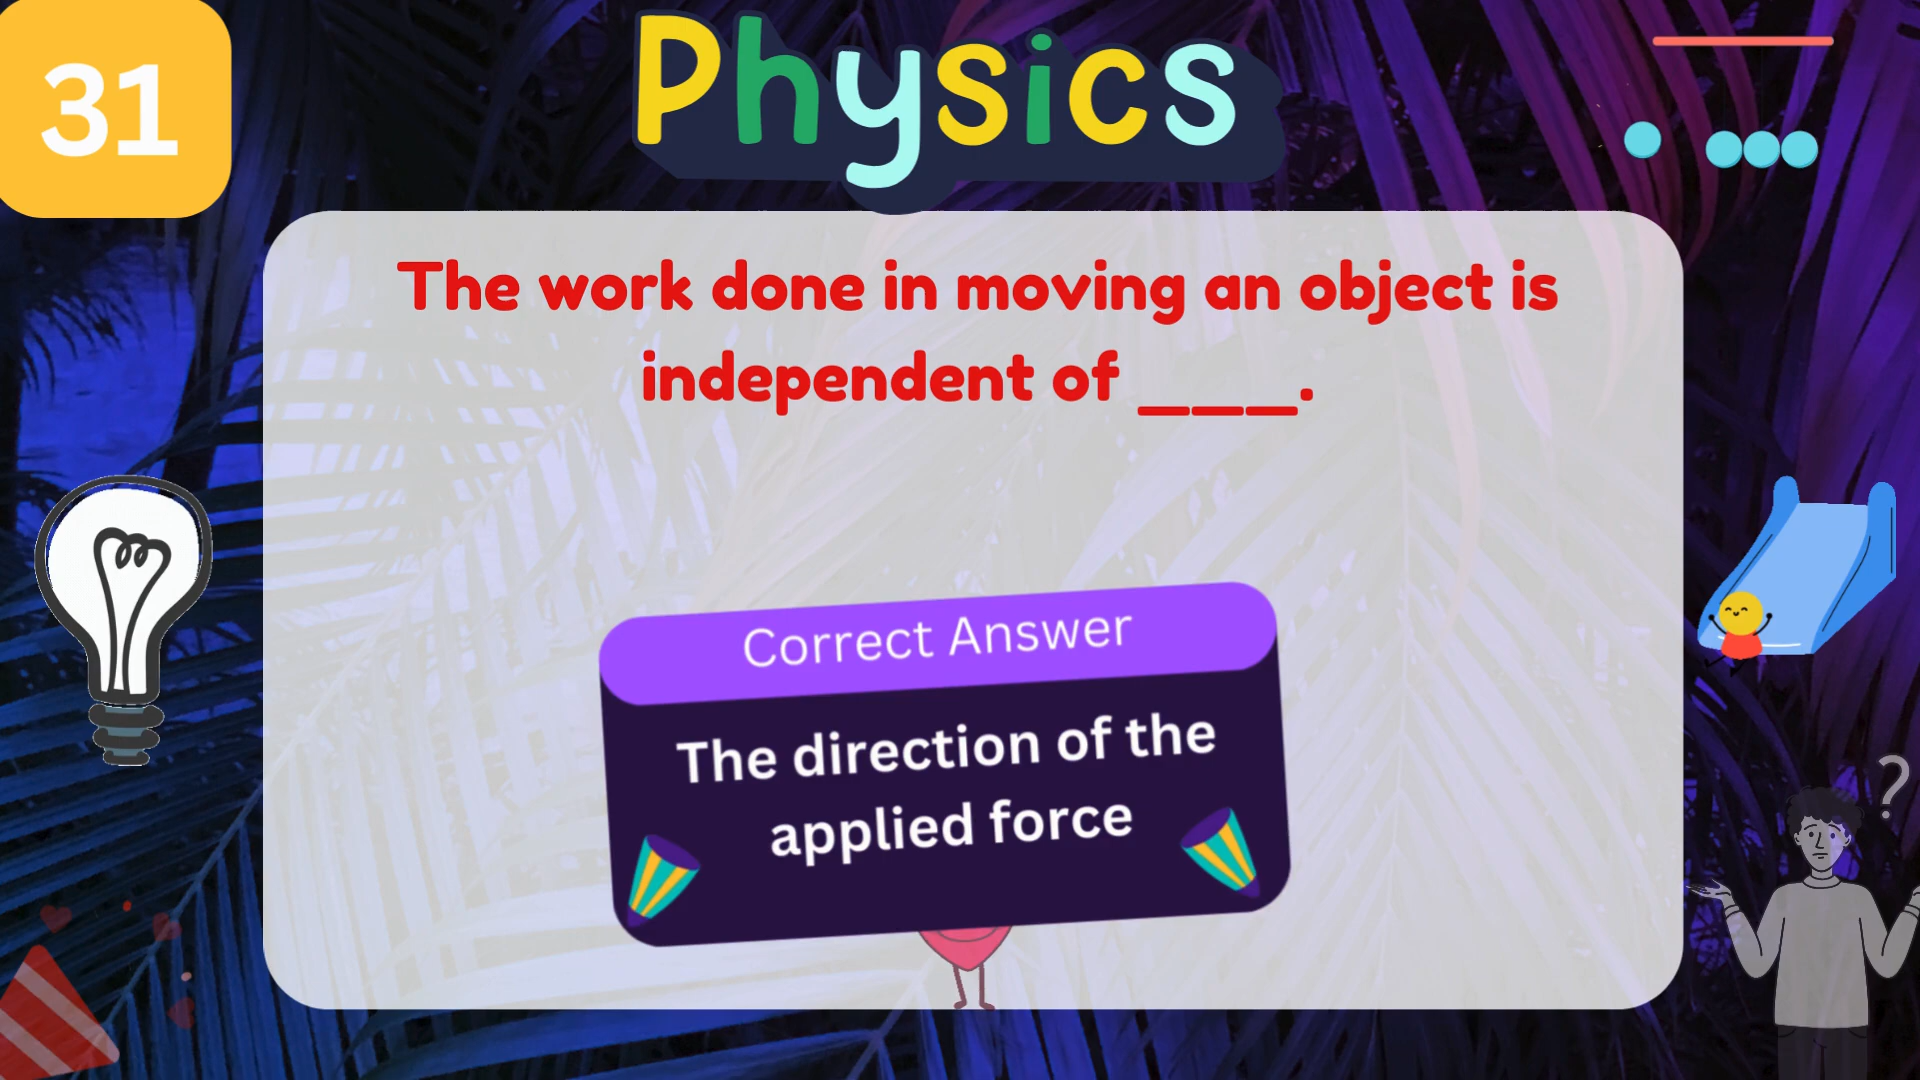 31
Physics
The work done in moving an object is
independent of ___.
Correct Answer
The direction of the
applied force
?